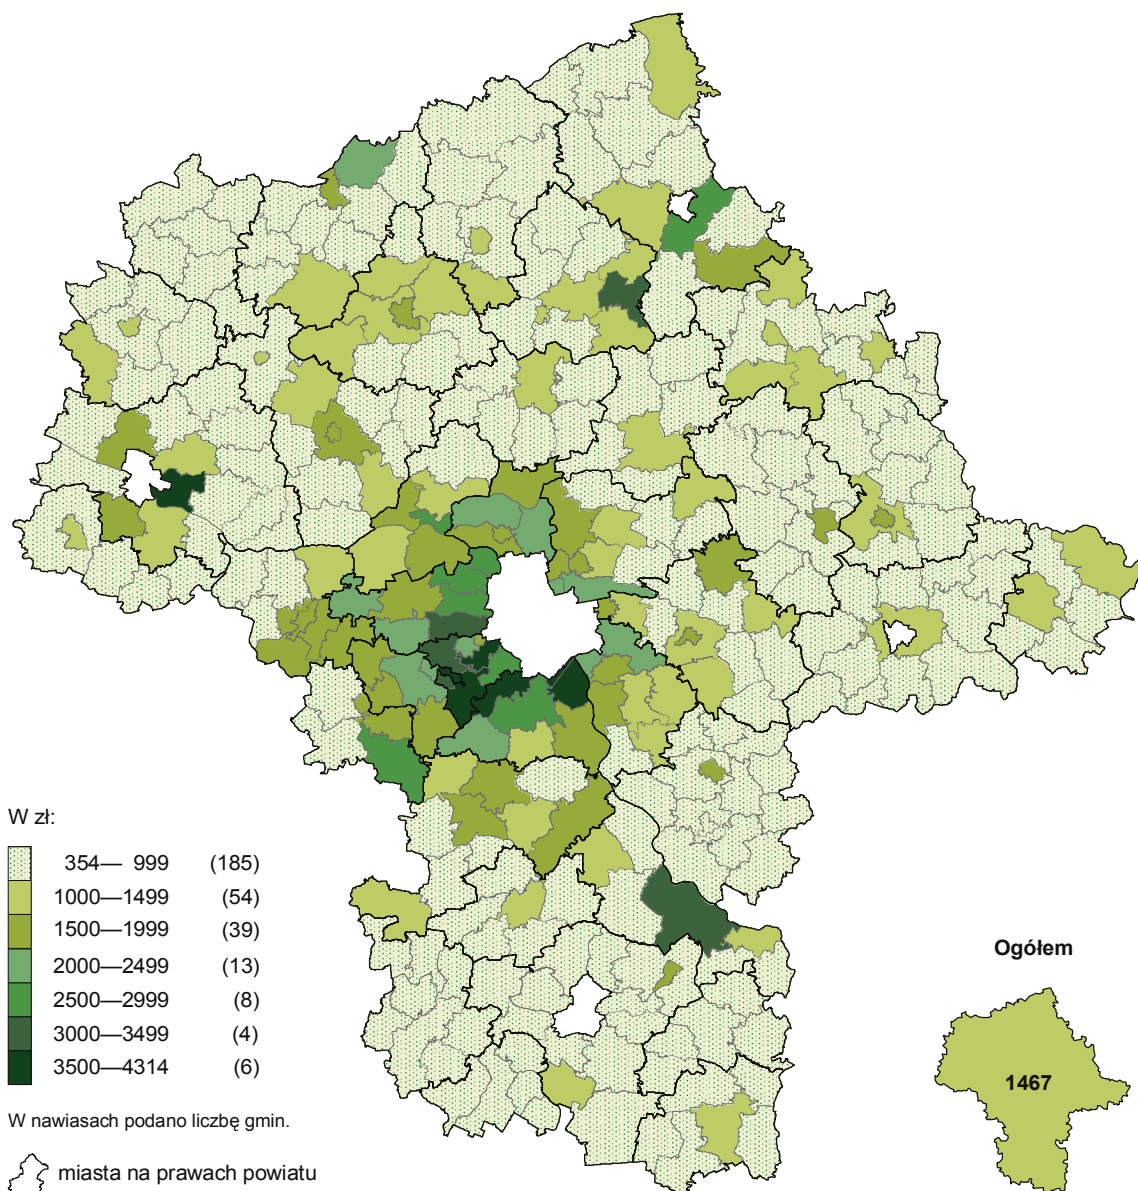 W zł:
354— 999 (185)
1000—1499 (54)
1500—1999 (39)
2000—2499 (13)
2500—2999 (8)
3000—3499 (4)
3500—4314 (6)
W nawiasach podano liczbę gmin.
miasta na prawach powiatu
Ogółem
1467